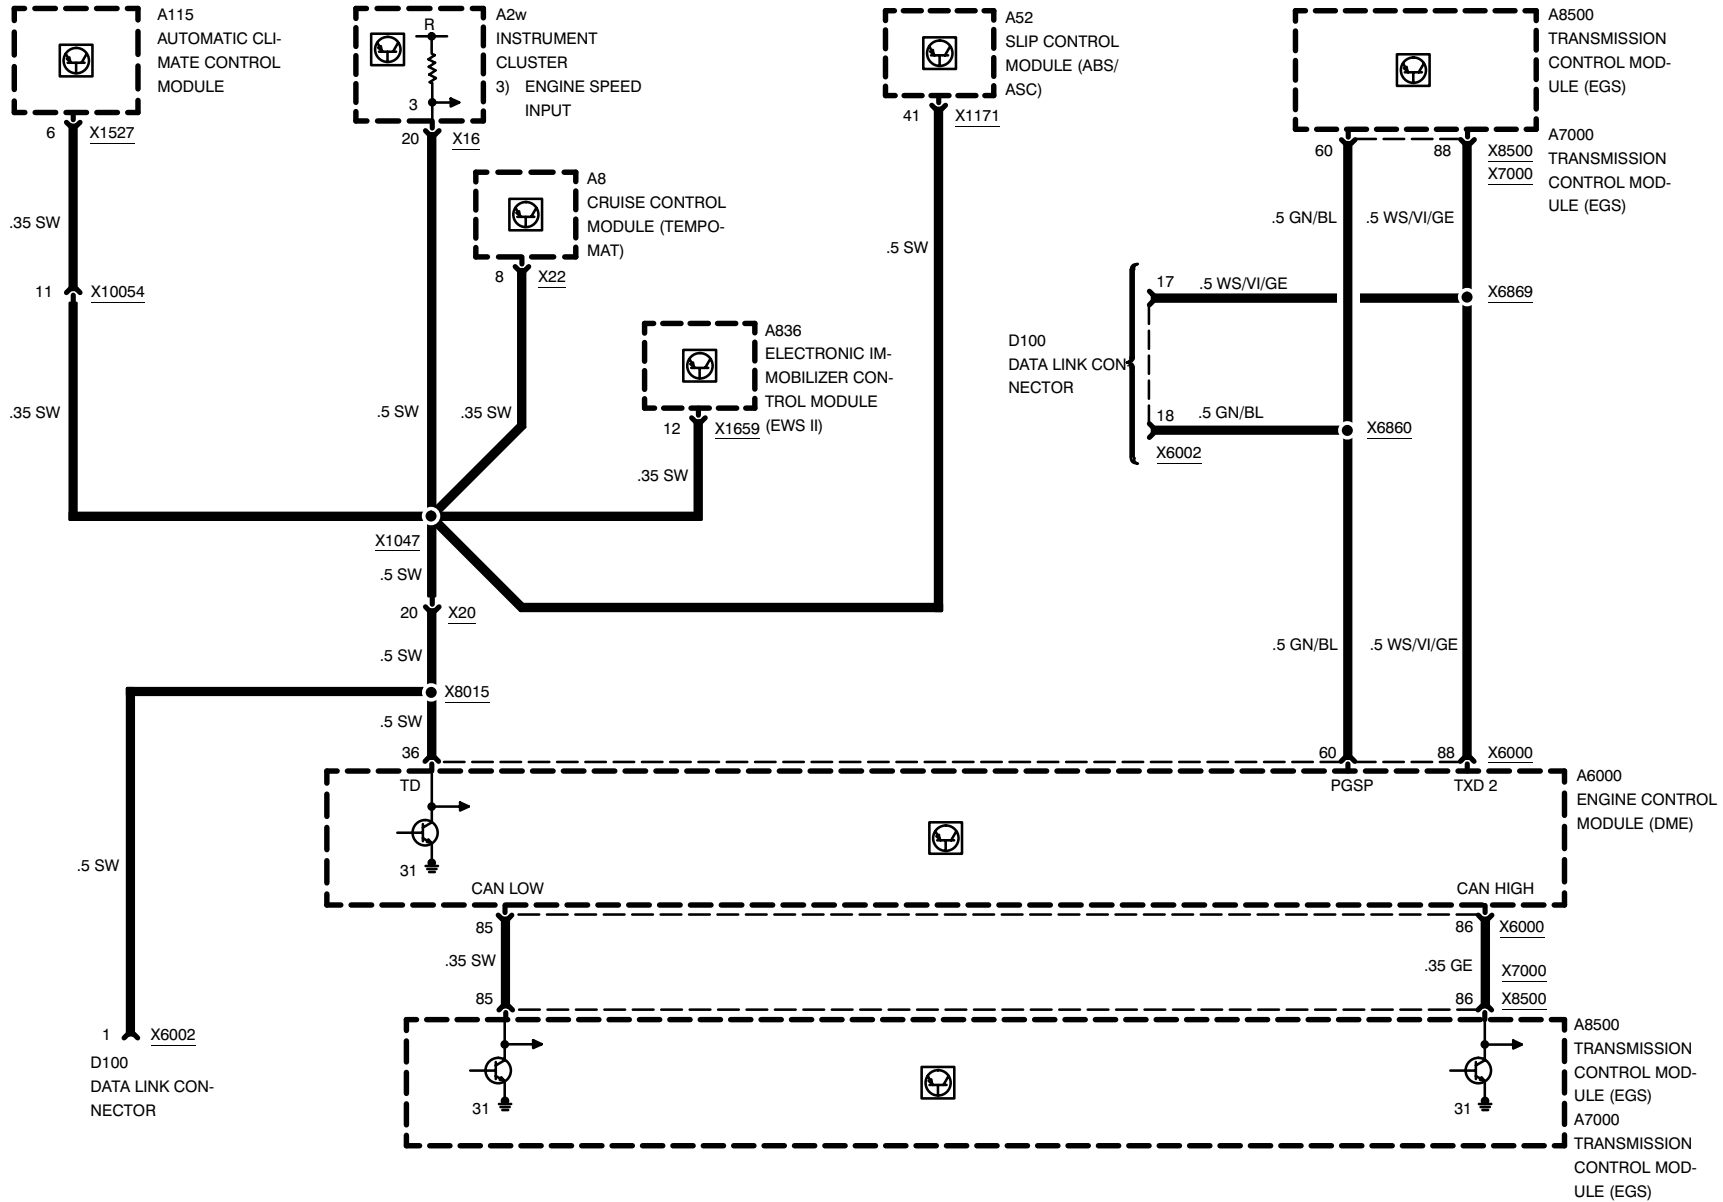 A115
AUTOMATIC CLI-
MATE CONTROL
MODULE
6
X1527
.35 SW
11
X10054
.35 SW
R
3
A2w
INSTRUMENT
CLUSTER
3) ENGINE SPEED
INPUT
20
X16
.5 SW
A8
CRUISE CONTROL
MODULE (TEMPO-
MAT)
8
X22
.35 SW
A836
ELECTRONIC IM-
MOBILIZER CON-
TROL MODULE
(EWS II)
12
X1659
.35 SW
A52
SLIP CONTROL
MODULE (ABS/
ASC)
41
X1171
.5 SW
A8500
TRANSMISSION
CONTROL MOD-
ULE (EGS)
A7000
TRANSMISSION
CONTROL MOD-
ULE (EGS)
60
88
X8500
X7000
.5 GN/BL
.5 WS/VI/GE
17
.5 WS/VI/GE
X6869
D100
DATA LINK CON-
NECTOR
18
.5 GN/BL
X6860
X6002
X1047
.5 SW
20
X20
.5 SW
X8015
.5 SW
.5 GN/BL
.5 WS/VI/GE
36
60
88
X6000
TD
PGSP
TXD 2
A6000
ENGINE CONTROL
MODULE (DME)
31
CAN LOW
CAN HIGH
.5 SW
85
86
X6000
.35 SW
.35 GE
X7000
85
86
X8500
1
X6002
D100
DATA LINK CON-
NECTOR
31
31
A8500
TRANSMISSION
CONTROL MOD-
ULE (EGS)
A7000
TRANSMISSION
CONTROL MOD-
ULE (EGS)